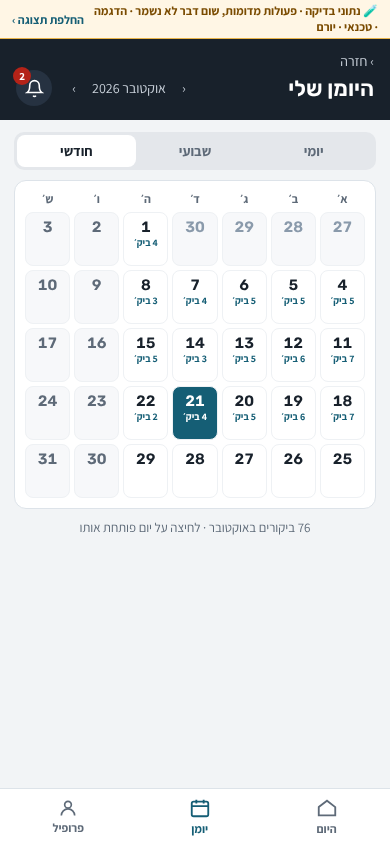 🧪 נתוני בדיקה · פעולות מדומות, שום דבר לא נשמר · הדגמה · טכנאי · יורם
החלפת תצוגה ›
› חזרה
היומן שלי
› אוקטובר 2026 ‹
2
יומי שבועי חודשי
א׳ ב׳ ג׳ ד׳ ה׳ ו׳ ש׳
27 28 29 30 1 2 3
4 ביק׳
4 5 6 7 8 9 10
5 ביק׳ 5 ביק׳ 5 ביק׳ 4 ביק׳ 3 ביק׳
11 12 13 14 15 16 17
7 ביק׳ 6 ביק׳ 5 ביק׳ 3 ביק׳ 5 ביק׳
18 19 20 21 22 23 24
7 ביק׳ 6 ביק׳ 5 ביק׳ 4 ביק׳ 2 ביק׳
25 26 27 28 29 30 31
76 ביקורים באוקטובר · לחיצה על יום פותחת אותו
היום יומן פרופיל